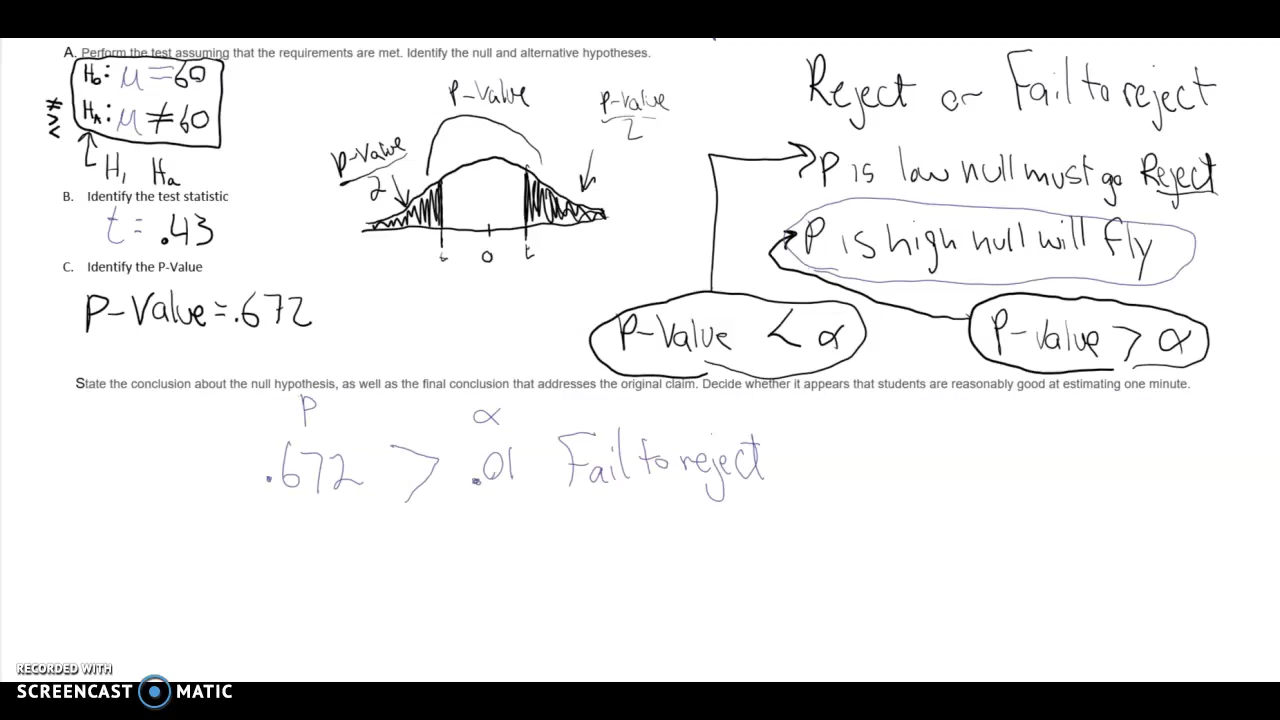 A. Perform the test assuming that the requirements are met. Identify the null and alternative hypotheses.
H₀: μ = 60
Hₐ: μ ≠ 60
≠
>
<
H₁ Hₐ
B. Identify the test statistic
t = .43
C. Identify the P-Value
P-Value = .672
P-Value
P-Value
2
P-Value
2
t 0 t
Reject or Fail to reject
P is low null must go Reject
P is high null will fly
P-Value < α
P-Value > α
State the conclusion about the null hypothesis, as well as the final conclusion that addresses the original claim. Decide whether it appears that students are reasonably good at estimating one minute.
P α
.672 > .01 Fail to reject
RECORDED WITH
SCREENCAST MATIC